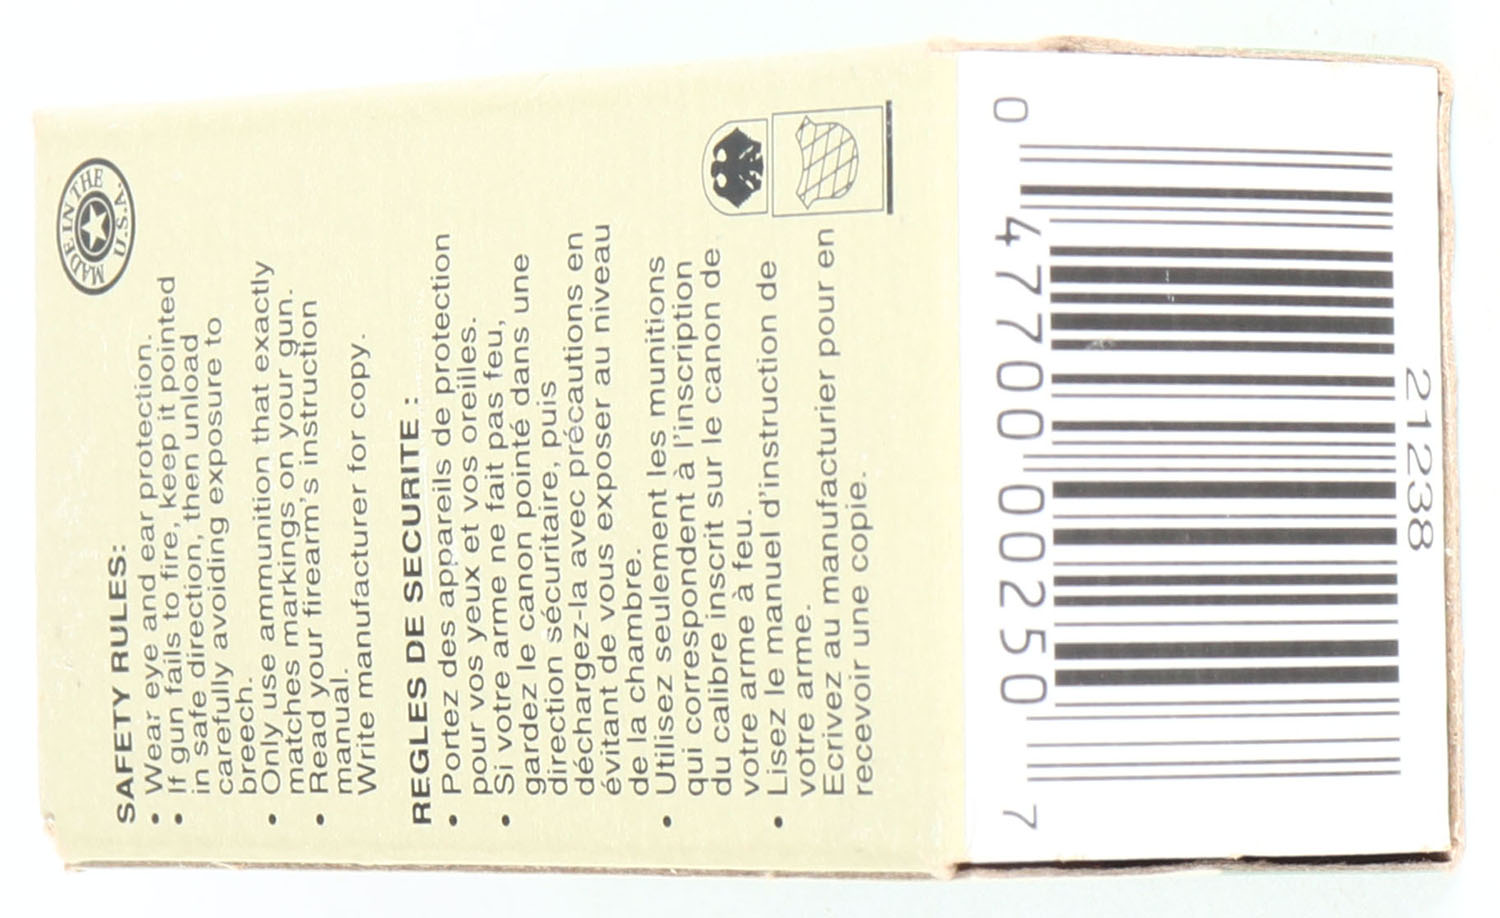 MADE IN THE U.S.A.
SAFETY RULES:
• Wear eye and ear protection.
• If gun fails to fire, keep it pointed
in safe direction, then unload
carefully avoiding exposure to
breech.
• Only use ammunition that exactly
matches markings on your gun.
• Read your firearm's instruction
manual.
Write manufacturer for copy.
REGLES DE SECURITE :
• Portez des appareils de protection
pour vos yeux et vos oreilles.
• Si votre arme ne fait pas feu,
gardez le canon pointé dans une
direction sécuritaire, puis
déchargez-la avec précautions en
évitant de vous exposer au niveau
de la chambre.
• Utilisez seulement les munitions
qui correspondent à l'inscription
du calibre inscrit sur le canon de
votre arme à feu.
• Lisez le manuel d'instruction de
votre arme.
Ecrivez au manufacturier pour en
recevoir une copie.
7 00250 47700 0
21238